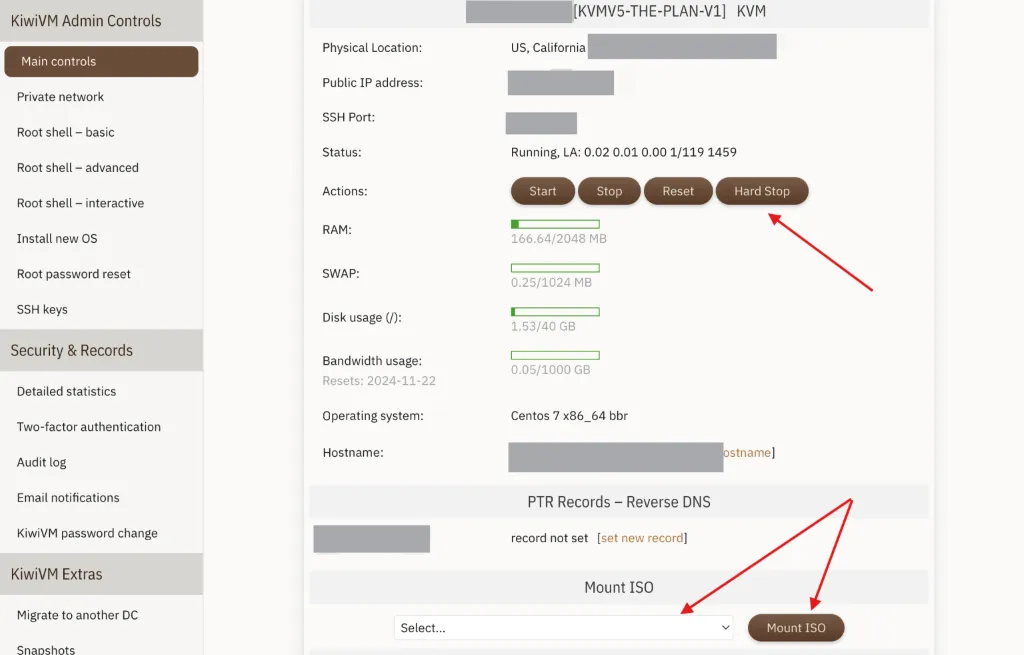 KiwiVM Admin Controls
Main controls
Private network
Root shell – basic
Root shell – advanced
Root shell – interactive
Install new OS
Root password reset
SSH keys
Security & Records
Detailed statistics
Two-factor authentication
Audit log
Email notifications
KiwiVM password change
KiwiVM Extras
Migrate to another DC
Snapshots
[KVMV5-THE-PLAN-V1] KVM
Physical Location: US, California
Public IP address:
SSH Port:
Status: Running, LA: 0.02 0.01 0.00 1/119 1459
Actions: Start Stop Reset Hard Stop
RAM:
166.64/2048 MB
SWAP:
0.25/1024 MB
Disk usage (/):
1.53/40 GB
Bandwidth usage:
Resets: 2024-11-22 0.05/1000 GB
Operating system: Centos 7 x86_64 bbr
Hostname: ostname]
PTR Records – Reverse DNS
record not set [set new record]
Mount ISO
Select... Mount ISO